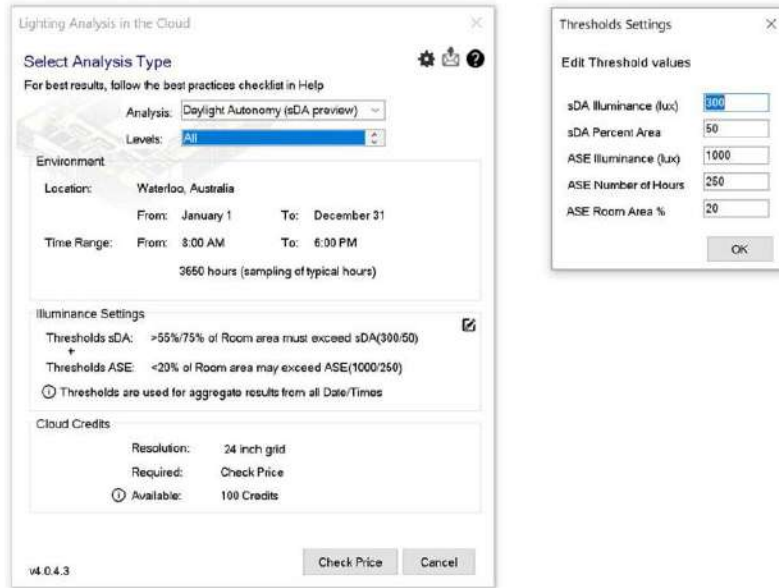 Lighting Analysis in the Cloud
Select Analysis Type
For best results, follow the best practices checklist in Help
Analysis: Daylight Autonomy (sDA preview)
Levels: All
Environment
Location: Waterloo, Australia
From: January 1 To: December 31
Time Range: From: 8:00 AM To: 6:00 PM
3650 hours (sampling of typical hours)
Illuminance Settings
Thresholds sDA: >55%/75% of Room area must exceed sDA(300/50)
+
Thresholds ASE: <20% of Room area may exceed ASE(1000/250)
Thresholds are used for aggregate results from all Date/Times
Cloud Credits
Resolution: 24 inch grid
Required: Check Price
Available: 100 Credits
v4.0.4.3
Check Price Cancel
Thresholds Settings
Edit Threshold values
sDA Illuminance (lux) 300
sDA Percent Area 50
ASE Illuminance (lux) 1000
ASE Number of Hours 250
ASE Room Area % 20
OK